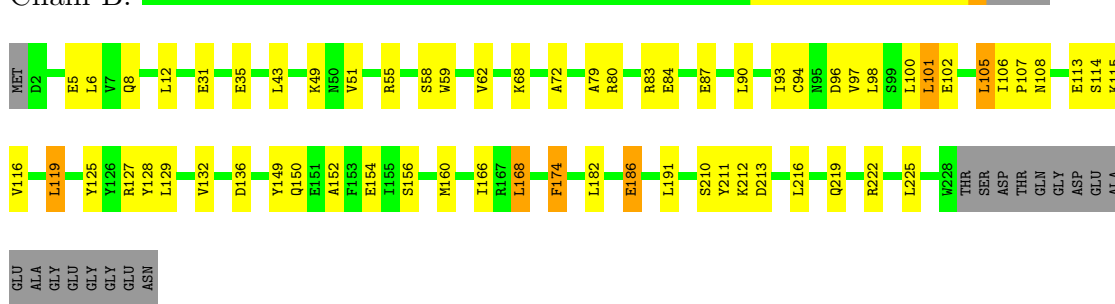 Chain B:
MET D2 E5 L6 V7 Q8 L12 E31 E35 L43 K49 N50 V51 R55 S58 W59 V62 K68 A72 A79 R80 R83 E84 E87 L90 I93 C94 N95 D96 V97 L98 S99 L100 L101 E102 L105 I106 P107 N108 E113 S114 K115
V116 L119 Y125 Y126 R127 Y128 L129 V132 D136 Y149 Q150 E151 A152 F153 E154 I155 S156 M160 I166 R167 L168 F174 L182 E186 L191 S210 Y211 K212 D213 L216 Q219 R222 L225 W228 THR SER ASP THR GLN GLY ASP GLU ALA
GLU ALA GLY GLU GLY GLY GLU ASN